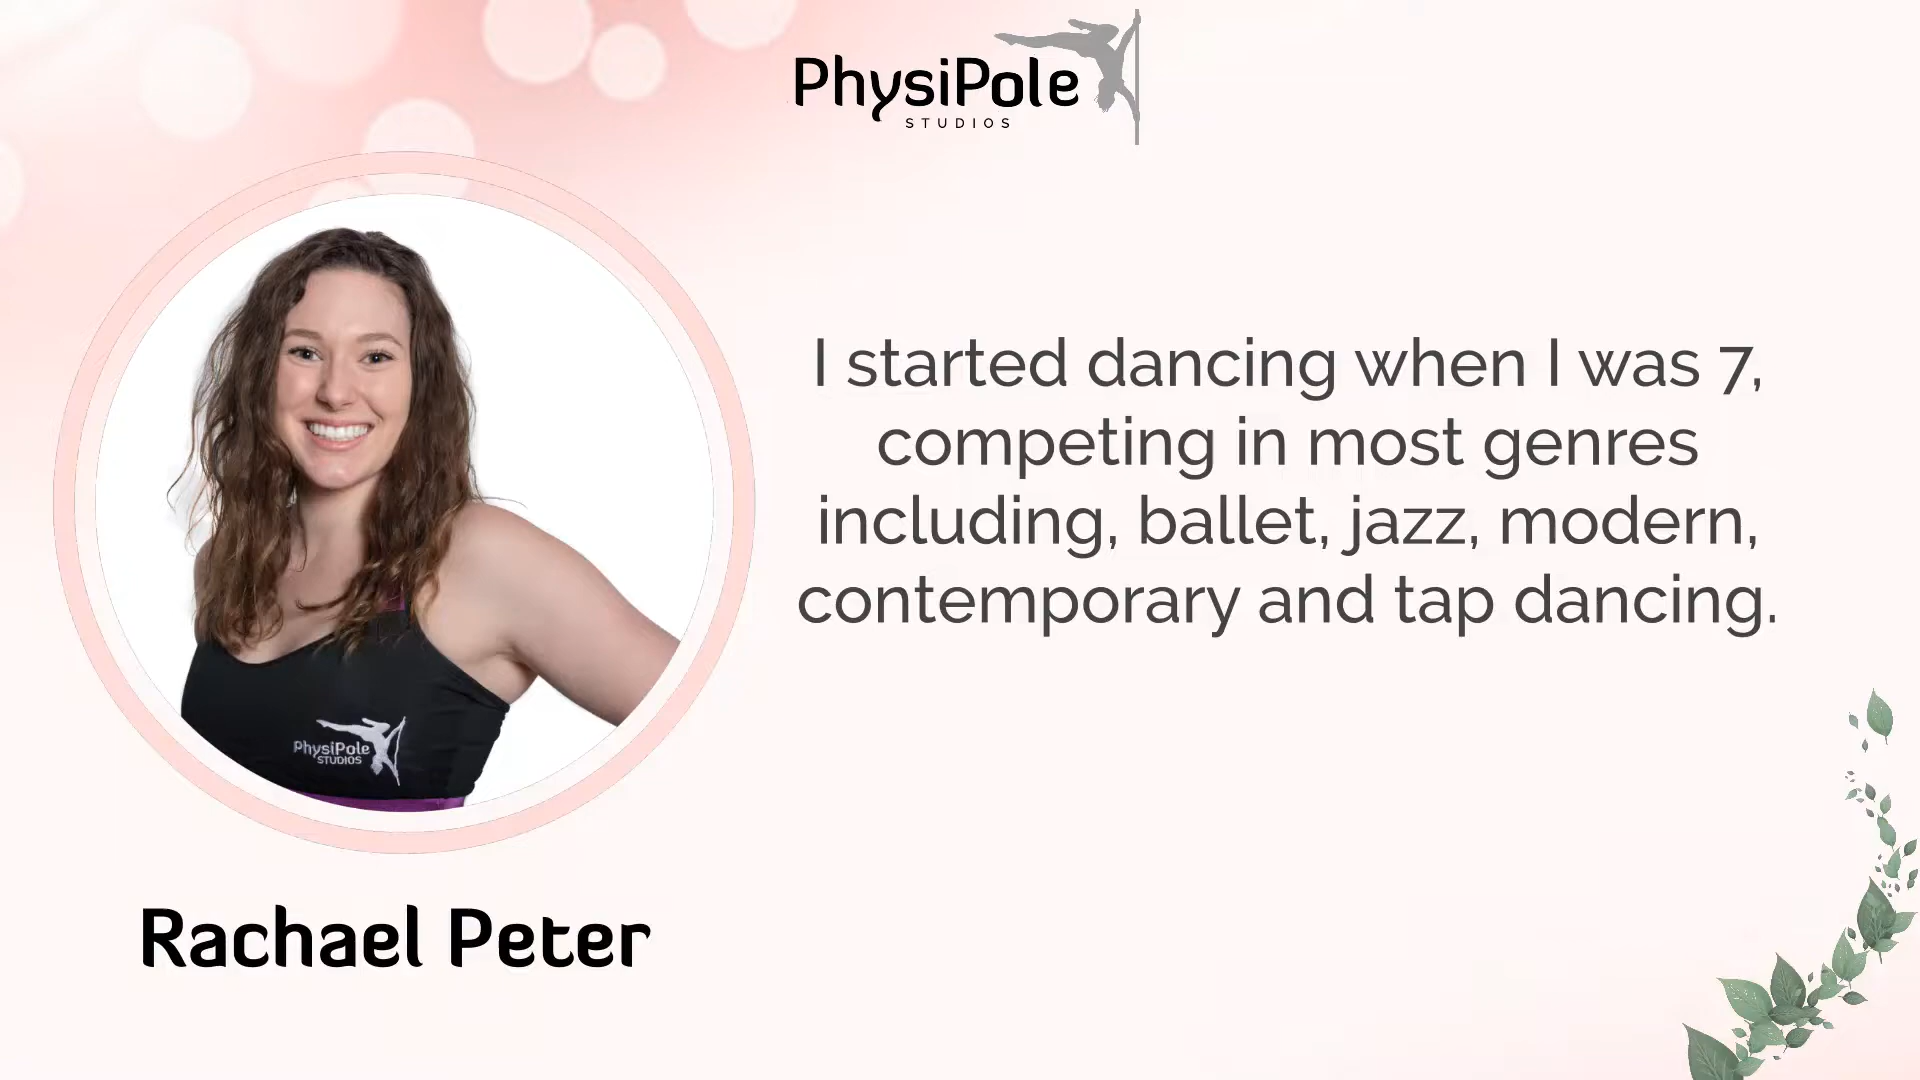 PhysiPole
STUDIOS
I started dancing when I was 7,
competing in most genres
including, ballet, jazz, modern,
contemporary and tap dancing.
PhysiPole
STUDIOS
Rachael Peter